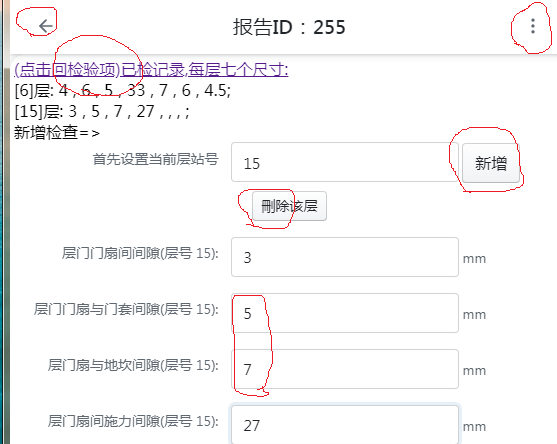 报告ID：255
(点击回检验项)已检记录,每层七个尺寸:
[6]层: 4 , 6 , 5 , 33 , 7 , 6 , 4.5;
[15]层: 3 , 5 , 7 , 27 , , , ;
新增检查=>
首先设置当前层站号 15 新增
刪除该层
层门门扇间间隙(层号 15): 3 mm
层门门扇与门套间隙(层号 15): 5 mm
层门扇与地坎间隙(层号 15): 7 mm
层门扇间施力间隙(层号 15): 27 mm